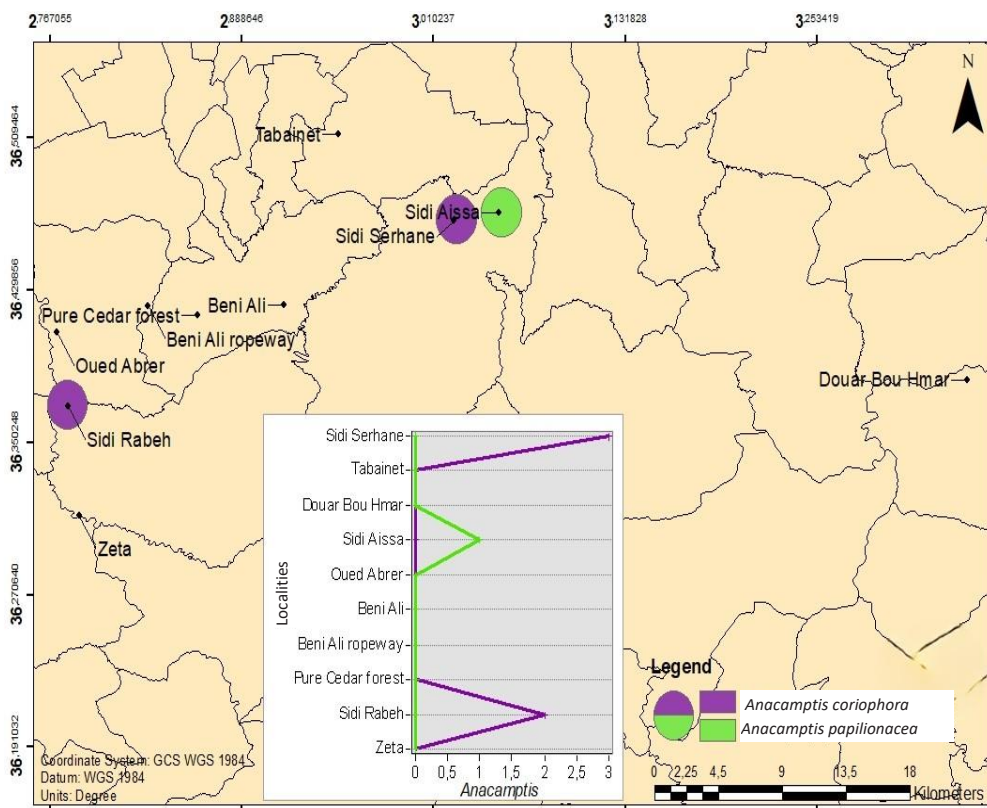 2,767055 2,888646 3,010237 3,131828 3,253419
N
36,509464
36,429856
36,350248
36,270640
36,191032
Tabainet
Sidi Aissa
Sidi Serhane
Beni Ali
Pure Cedar forest
Beni Ali ropeway
Oued Abrer
Douar Bou Hmar
Sidi Rabeh
Zeta
Localities
Sidi Serhane
Tabainet
Douar Bou Hmar
Sidi Aissa
Oued Abrer
Beni Ali
Beni Ali ropeway
Pure Cedar forest
Sidi Rabeh
Zeta
0 0,5 1 1,5 2 2,5 3
Anacamptis
Legend
Anacamptis coriophora
Anacamptis papilionacea
Coordinate System: GCS WGS 1984
Datum: WGS 1984
Units: Degree
0 2,25 4,5 9 13,5 18
Kilometers